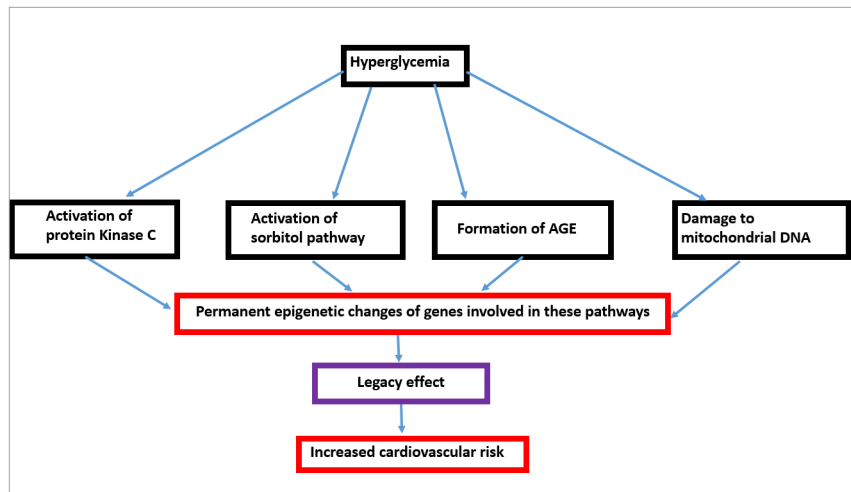 Hyperglycemia
Activation of
protein Kinase C
Activation of
sorbitol pathway
Formation of AGE
Damage to
mitochondrial DNA
Permanent epigenetic changes of genes involved in these pathways
Legacy effect
Increased cardiovascular risk